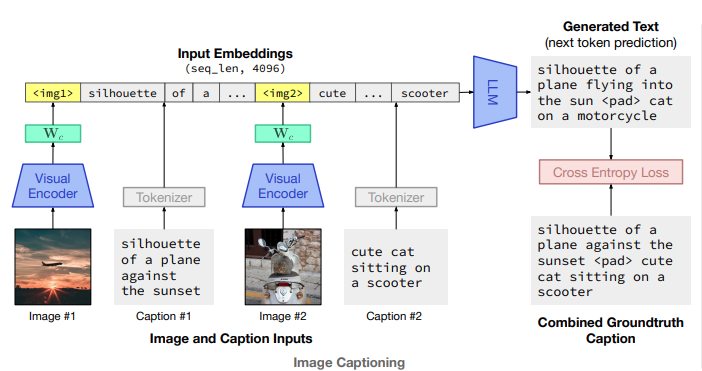 Input Embeddings
(seq_len, 4096)
<img1> silhouette of a ... <img2> cute ... scooter
W_c
W_c
Visual
Encoder
Tokenizer
Visual
Encoder
Tokenizer
silhouette
of a plane
against
the sunset
cute cat
sitting on
a scooter
Image #1
Caption #1
Image #2
Caption #2
Image and Caption Inputs
LLM
Generated Text
(next token prediction)
silhouette of a
plane flying into
the sun <pad> cat
on a motorcycle
Cross Entropy Loss
silhouette of a
plane against the
sunset <pad> cute
cat sitting on a
scooter
Combined Groundtruth
Caption
Image Captioning